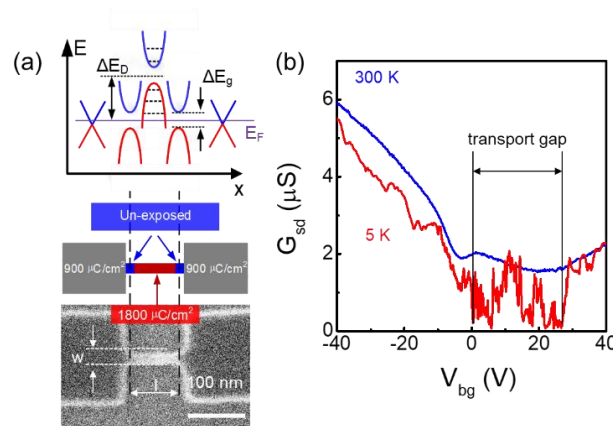 (a)
E
ΔE_D
ΔE_g
E_F
x
Un-exposed
900 μC/cm²
900 μC/cm²
1800 μC/cm²
w
l
100 nm
(b)
300 K
transport gap
5 K
G_sd (μS)
6
4
2
0
-40 -20 0 20 40
V_bg (V)